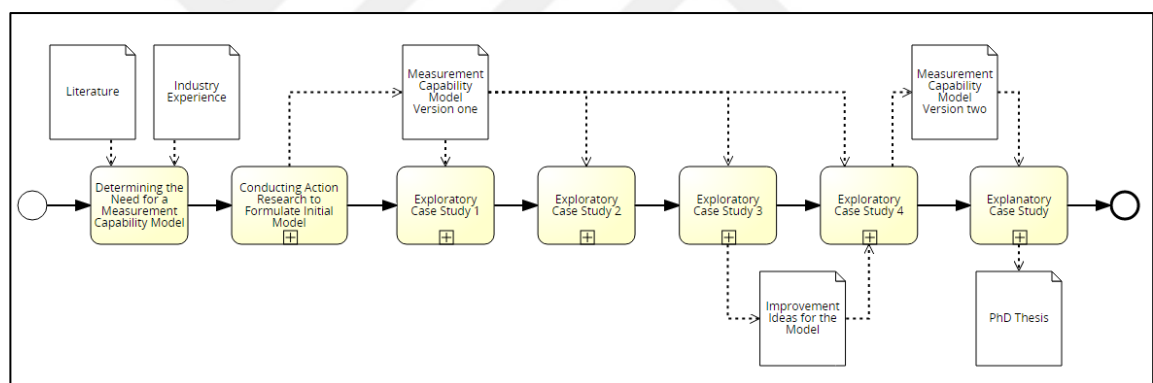 Literature
Industry
Experience
Measurement
Capability
Model
Version one
Measurement
Capability
Model
Version two
Determining the
Need for a
Measurement
Capability Model
Conducting Action
Research to
Formulate Initial
Model
Exploratory
Case Study 1
Exploratory
Case Study 2
Exploratory
Case Study 3
Exploratory
Case Study 4
Explanatory
Case Study
Improvement
Ideas for the
Model
PhD Thesis